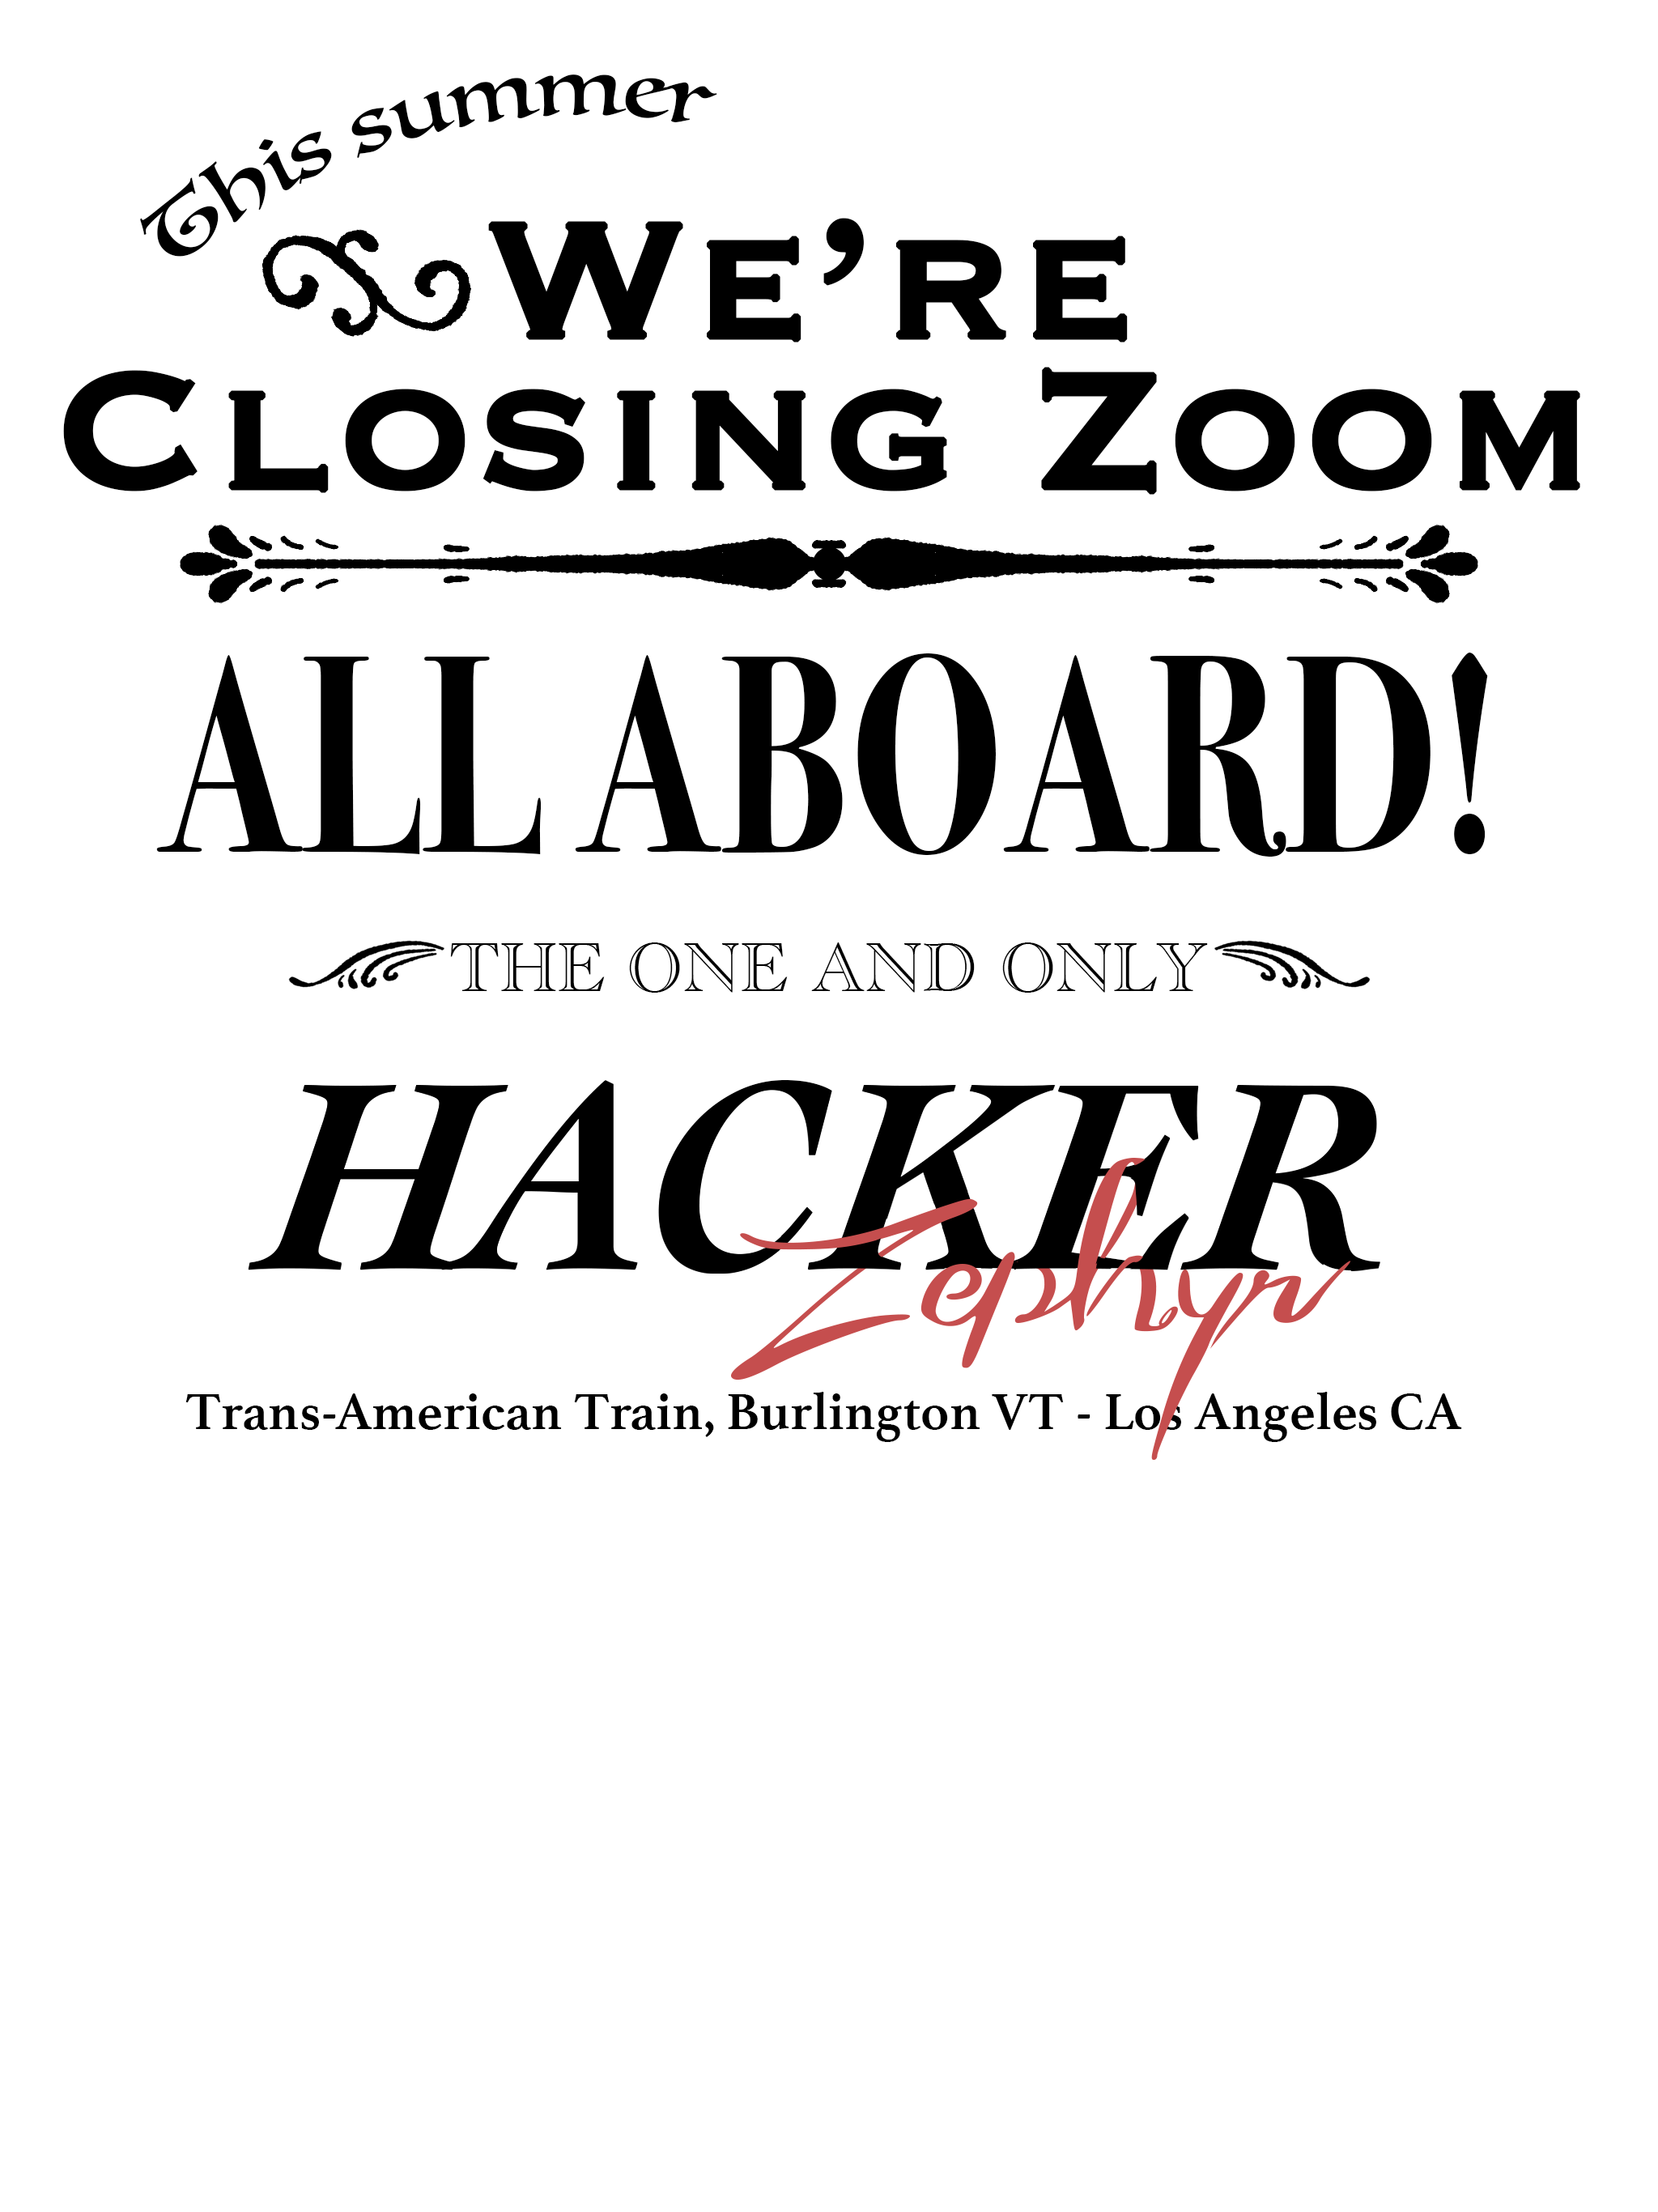 This summer
We're
Closing Zoom
ALL ABOARD!
THE ONE AND ONLY
HACKER
Zephyr
Trans-American Train, Burlington VT - Los Angeles CA